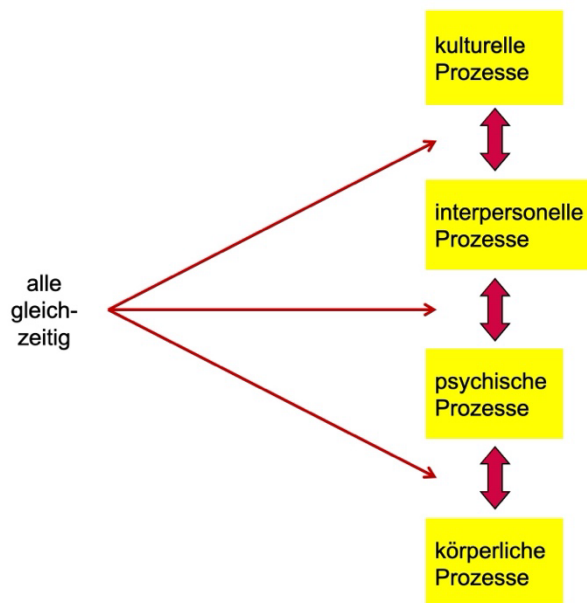 kulturelle
Prozesse
interpersonelle
Prozesse
alle
gleich-
zeitig
psychische
Prozesse
körperliche
Prozesse